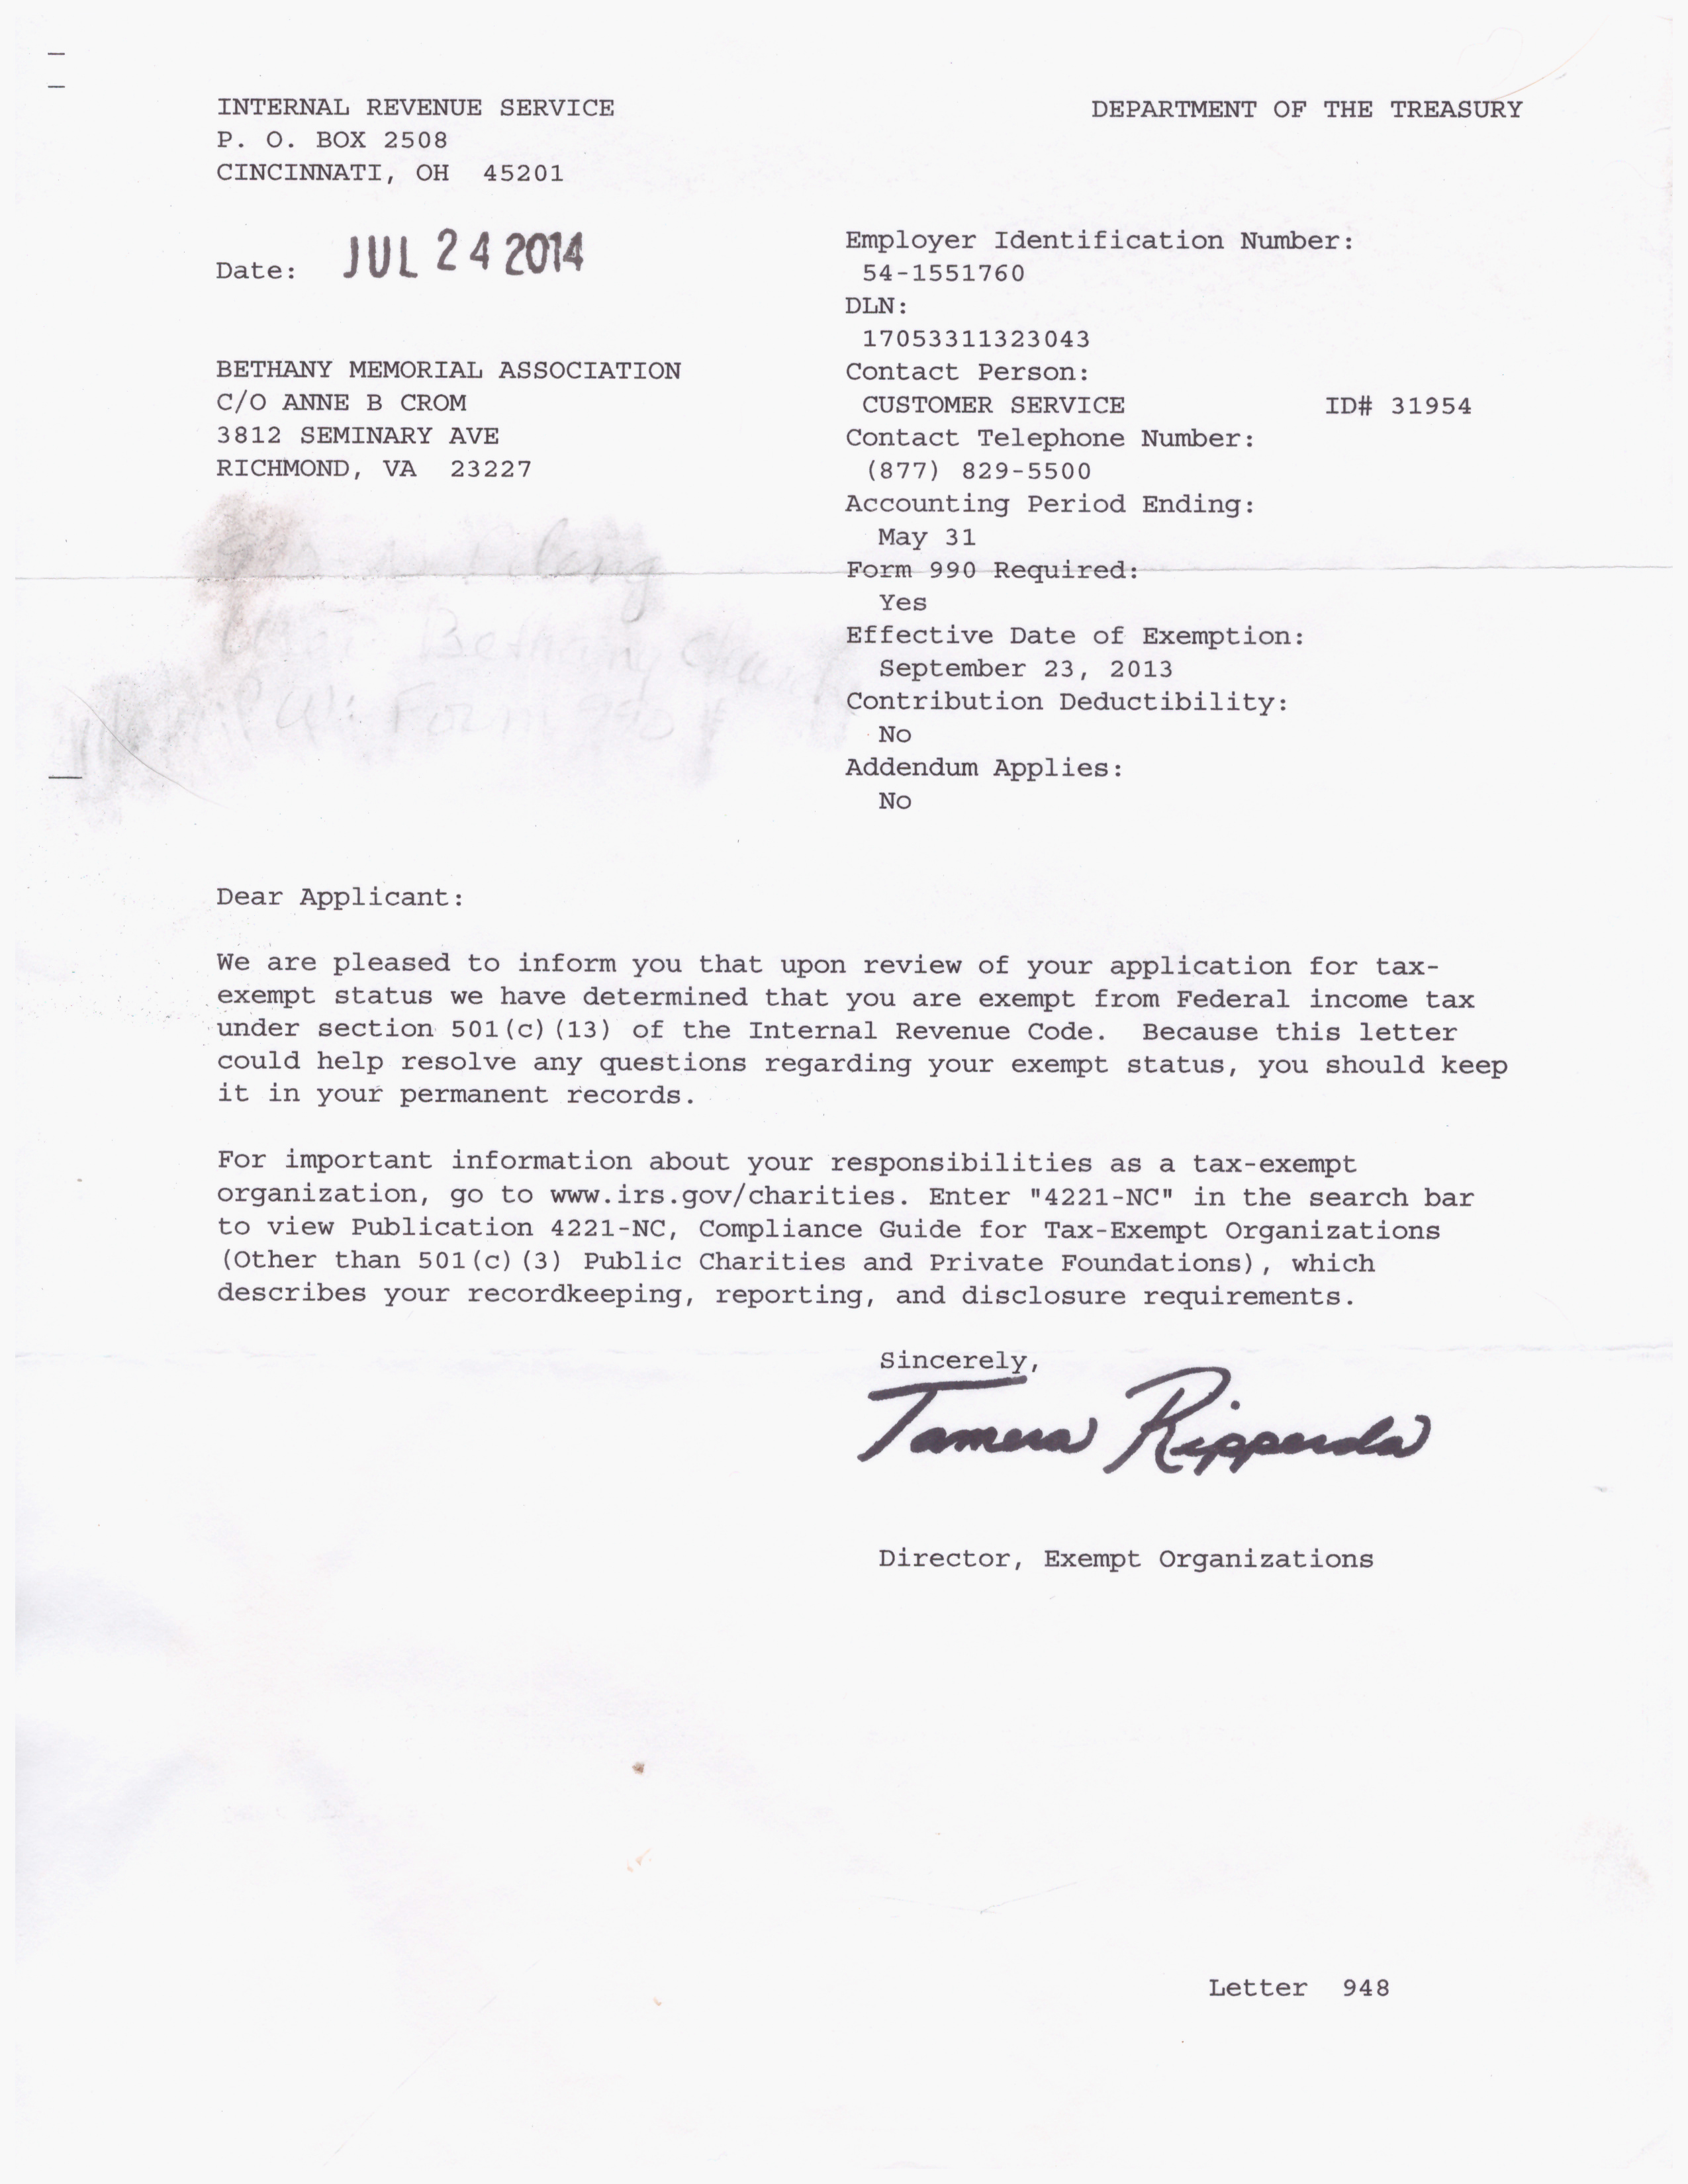 INTERNAL REVENUE SERVICE
P. O. BOX 2508
CINCINNATI, OH 45201
DEPARTMENT OF THE TREASURY
Date: JUL 24 2014
BETHANY MEMORIAL ASSOCIATION
C/O ANNE B CROM
3812 SEMINARY AVE
RICHMOND, VA 23227
Employer Identification Number:
54-1551760
DLN:
17053311323043
Contact Person:
CUSTOMER SERVICE ID# 31954
Contact Telephone Number:
(877) 829-5500
Accounting Period Ending:
May 31
Form 990 Required:
Yes
Effective Date of Exemption:
September 23, 2013
Contribution Deductibility:
No
Addendum Applies:
No
Bethany
Form 990
Dear Applicant:
We are pleased to inform you that upon review of your application for tax-
exempt status we have determined that you are exempt from Federal income tax
under section 501(c)(13) of the Internal Revenue Code. Because this letter
could help resolve any questions regarding your exempt status, you should keep
it in your permanent records.
For important information about your responsibilities as a tax-exempt
organization, go to www.irs.gov/charities. Enter "4221-NC" in the search bar
to view Publication 4221-NC, Compliance Guide for Tax-Exempt Organizations
(Other than 501(c)(3) Public Charities and Private Foundations), which
describes your recordkeeping, reporting, and disclosure requirements.
Sincerely,
Tamera Ripperda
Director, Exempt Organizations
Letter 948